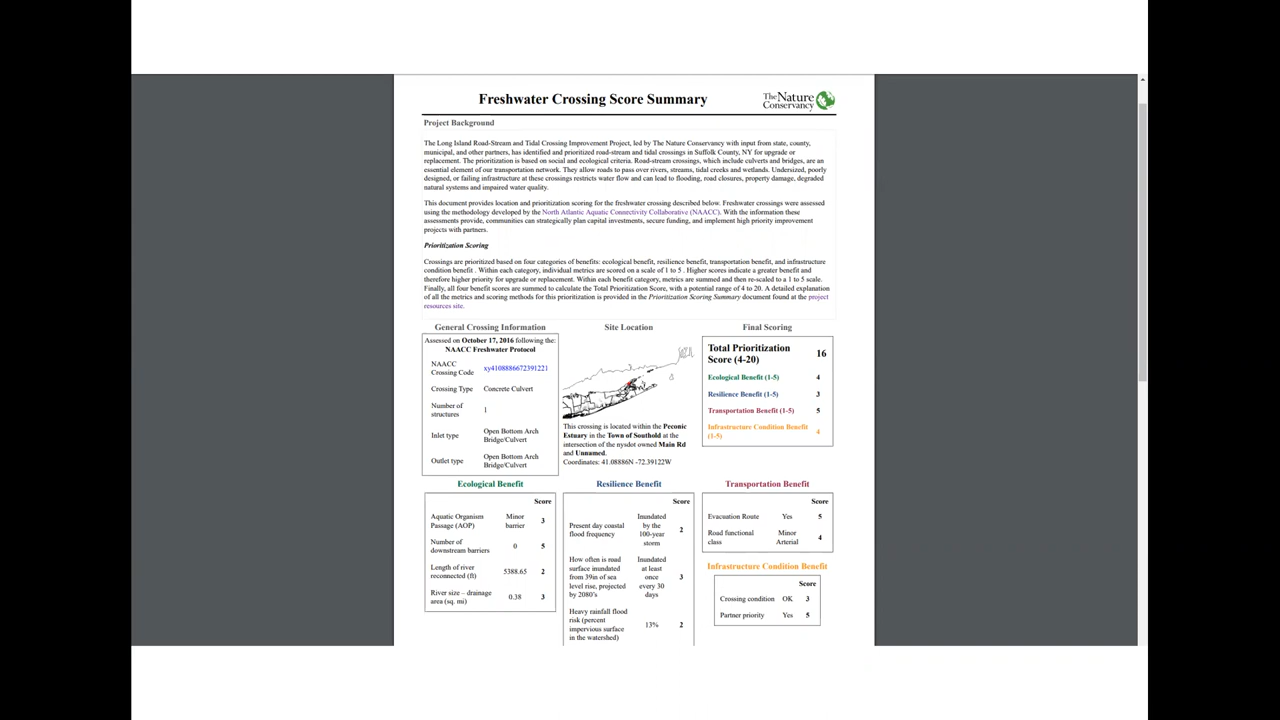 Freshwater Crossing Score Summary
The Nature
Conservancy
Project Background
The Long Island Road-Stream and Tidal Crossing Improvement Project, led by The Nature Conservancy with input from state, county,
municipal, and other partners, has identified and prioritized road-stream and tidal crossings in Suffolk County, NY for upgrade or
replacement. The prioritization is based on social and ecological criteria. Road-stream crossings, which include culverts and bridges, are an
essential element of our transportation network. They allow roads to pass over rivers, streams, tidal creeks and wetlands. Undersized, poorly
designed, or failing infrastructure at these crossings restricts water flow and can lead to flooding, road closures, property damage, degraded
natural systems and impaired water quality.
This document provides location and prioritization scoring for the freshwater crossing described below. Freshwater crossings were assessed
using the methodology developed by the North Atlantic Aquatic Connectivity Collaborative (NAACC). With the information these
assessments provide, communities can strategically plan capital investments, secure funding, and implement high priority improvement
projects with partners.
Prioritization Scoring
Crossings are prioritized based on four categories of benefits: ecological benefit, resilience benefit, transportation benefit, and infrastructure
condition benefit . Within each category, individual metrics are scored on a scale of 1 to 5 . Higher scores indicate a greater benefit and
therefore higher priority for upgrade or replacement. Within each benefit category, metrics are summed and then re-scaled to a 1 to 5 scale.
Finally, all four benefit scores are summed to calculate the Total Prioritization Score, with a potential range of 4 to 20. A detailed explanation
of all the metrics and scoring methods for this prioritization is provided in the Prioritization Scoring Summary document found at the project
resources site.
General Crossing Information
Assessed on October 17, 2016 following the:
NAACC Freshwater Protocol
NAACC
Crossing Code xy4108886672391221
Crossing Type Concrete Culvert
Number of
structures 1
Inlet type Open Bottom Arch
Bridge/Culvert
Outlet type Open Bottom Arch
Bridge/Culvert
Site Location
This crossing is located within the Peconic
Estuary in the Town of Southold at the
intersection of the nysdot owned Main Rd
and Unnamed.
Coordinates: 41.08886N -72.39122W
Final Scoring
Total Prioritization
Score (4-20) 16
Ecological Benefit (1-5) 4
Resilience Benefit (1-5) 3
Transportation Benefit (1-5) 5
Infrastructure Condition Benefit
(1-5) 4
Ecological Benefit
Score
Aquatic Organism
Passage (AOP) Minor
barrier 3
Number of
downstream barriers 0 5
Length of river
reconnected (ft) 5388.65 2
River size – drainage
area (sq. mi) 0.38 3
Resilience Benefit
Score
Present day coastal
flood frequency Inundated
by the
100-year
storm 2
How often is road
surface inundated
from 39in of sea
level rise, projected
by 2080's Inundated
at least
once
every 30
days 3
Heavy rainfall flood
risk (percent
impervious surface
in the watershed) 13% 2
Transportation Benefit
Score
Evacuation Route Yes 5
Road functional
class Minor
Arterial 4
Infrastructure Condition Benefit
Score
Crossing condition OK 3
Partner priority Yes 5